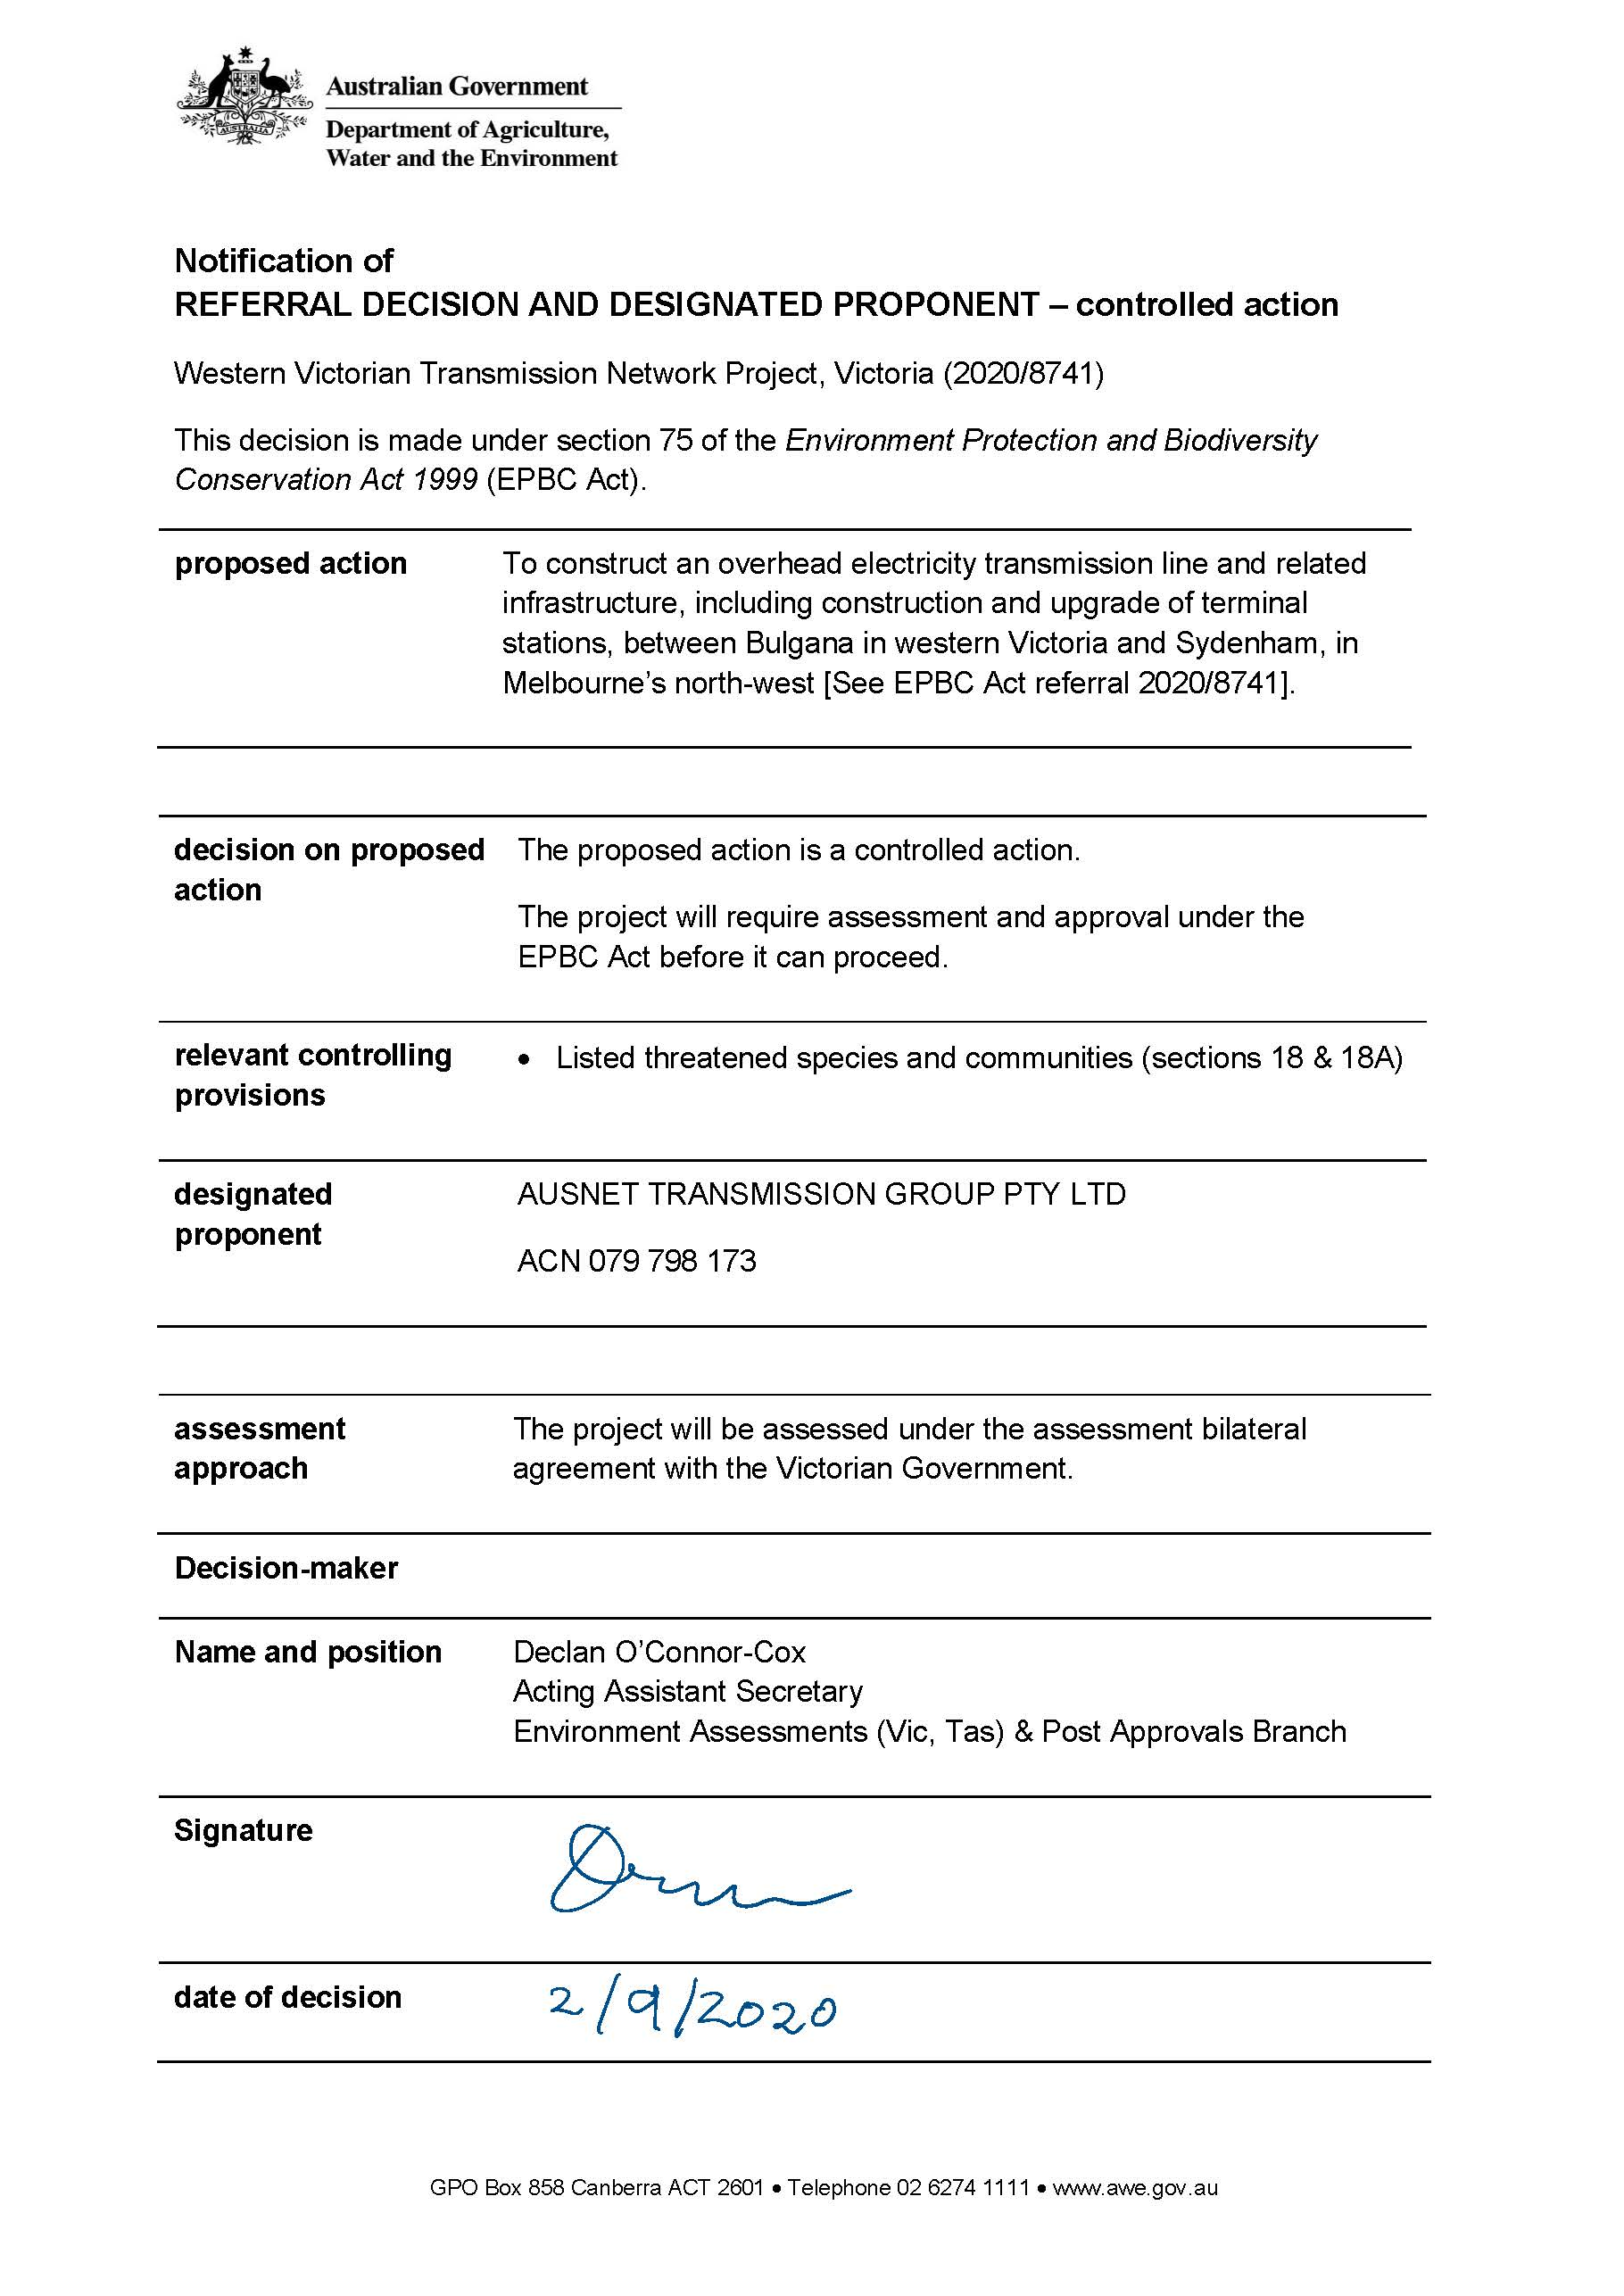 AUSTRALIA
Australian Government
Department of Agriculture,
Water and the Environment
Notification of
REFERRAL DECISION AND DESIGNATED PROPONENT – controlled action
Western Victorian Transmission Network Project, Victoria (2020/8741)
This decision is made under section 75 of the Environment Protection and Biodiversity
Conservation Act 1999 (EPBC Act).
proposed action
To construct an overhead electricity transmission line and related
infrastructure, including construction and upgrade of terminal
stations, between Bulgana in western Victoria and Sydenham, in
Melbourne’s north-west [See EPBC Act referral 2020/8741].
decision on proposed
action
The proposed action is a controlled action.
The project will require assessment and approval under the
EPBC Act before it can proceed.
relevant controlling
provisions
• Listed threatened species and communities (sections 18 & 18A)
designated
proponent
AUSNET TRANSMISSION GROUP PTY LTD
ACN 079 798 173
assessment
approach
The project will be assessed under the assessment bilateral
agreement with the Victorian Government.
Decision-maker
Name and position
Declan O’Connor-Cox
Acting Assistant Secretary
Environment Assessments (Vic, Tas) & Post Approvals Branch
Signature
date of decision
2/9/2020
GPO Box 858 Canberra ACT 2601 • Telephone 02 6274 1111 • www.awe.gov.au